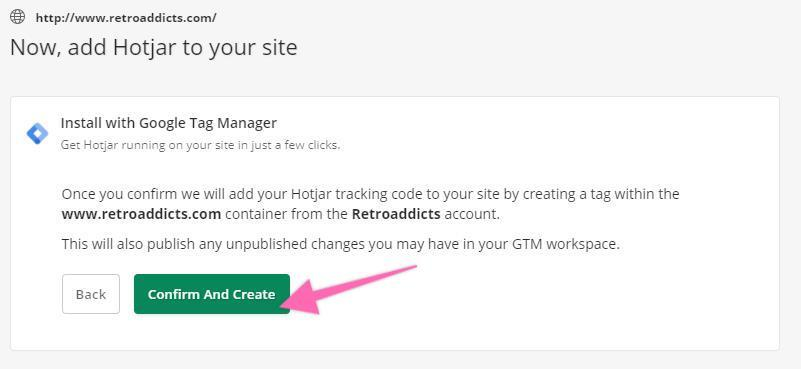 http://www.retroaddicts.com/
Now, add Hotjar to your site
Install with Google Tag Manager
Get Hotjar running on your site in just a few clicks.
Once you confirm we will add your Hotjar tracking code to your site by creating a tag within the
www.retroaddicts.com container from the Retroaddicts account.
This will also publish any unpublished changes you may have in your GTM workspace.
Back
Confirm And Create